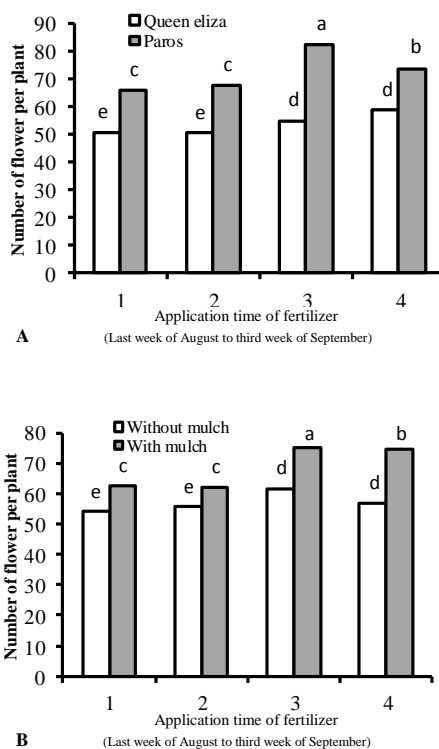 Queen eliza
Paros
Number of flower per plant
90
80
70
60
50
40
30
20
10
0
e
c
e
c
d
a
d
b
1
2
3
4
Application time of fertilizer
A
(Last week of August to third week of September)
Without mulch
With mulch
Number of flower per plant
80
70
60
50
40
30
20
10
0
e
c
e
c
d
a
d
b
1
2
3
4
Application time of fertilizer
B
(Last week of August to third week of September)